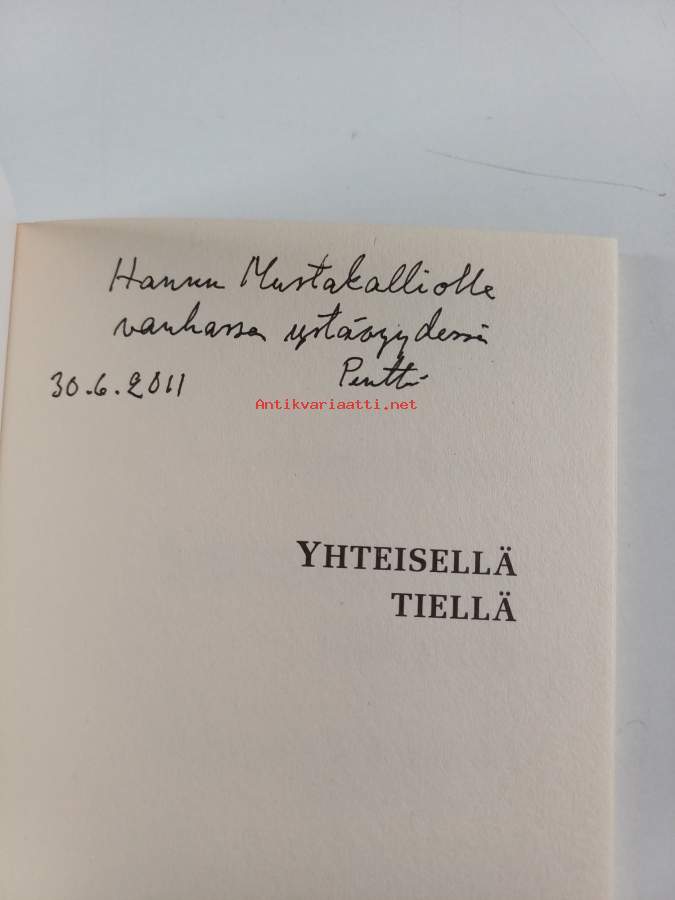 Hannu Mustakalliolle
vanhassa ystävyydessä
30.6.2011 Pentti
Antikvariaatti.net
YHTEISELLÄ
TIELLÄ